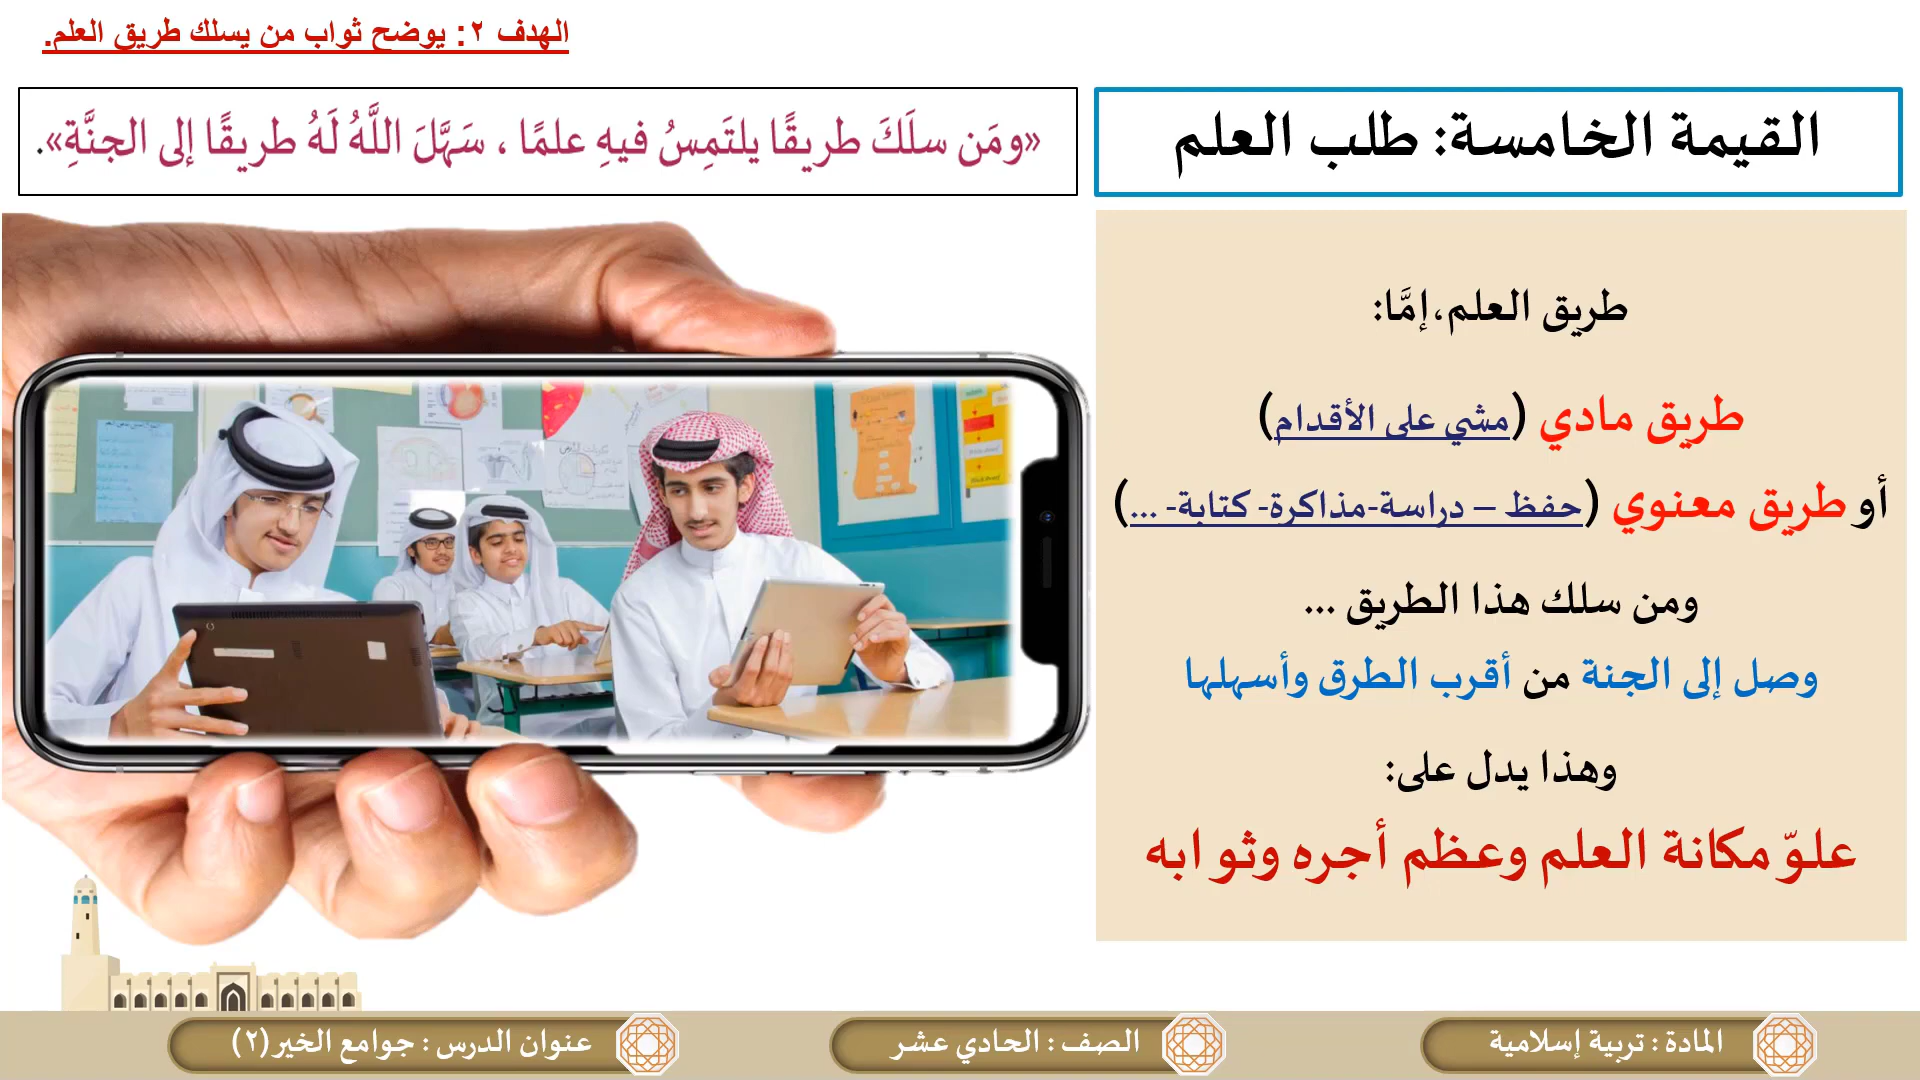 الهدف ٢: يوضح ثواب من يسلك طريق العلم.
القيمة الخامسة: طلب العلم
«ومَن سلَكَ طريقًا يلتَمِسُ فيهِ علمًا ، سَهَّلَ اللَّهُ لَهُ طريقًا إلى الجنَّةِ».
طريق العلم،إمَّا:
طريق مادي (مشي على الأقدام)
أو طريق معنوي (حفظ – دراسة-مذاكرة- كتابة- ...)
ومن سلك هذا الطريق ...
وصل إلى الجنة من أقرب الطرق وأسهلها
وهذا يدل على:
علوّ مكانة العلم وعظم أجره وثوابه
المادة : تربية إسلامية
الصف : الحادي عشر
عنوان الدرس : جوامع الخير(٢)